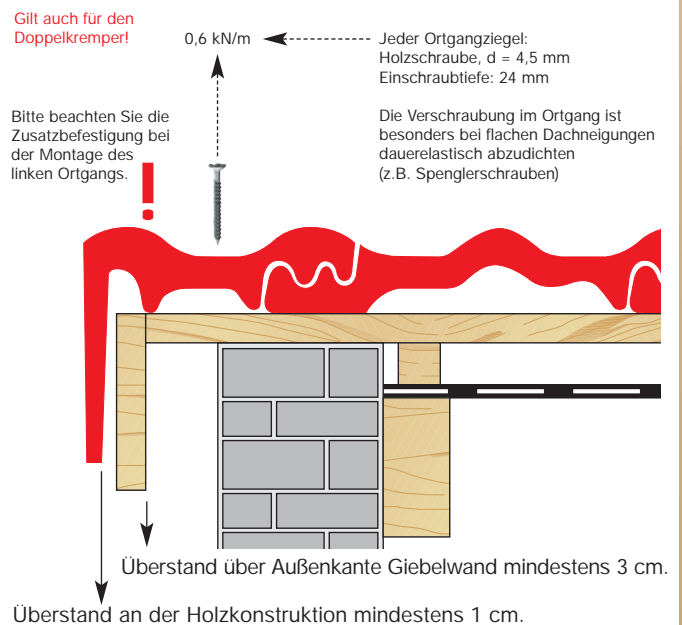 Gilt auch für den
Doppelkremper!
0,6 kN/m
Jeder Ortgangziegel:
Holzschraube, d = 4,5 mm
Einschraubtiefe: 24 mm
Bitte beachten Sie die
Zusatzbefestigung bei
der Montage des
linken Ortgangs.
!
Die Verschraubung im Ortgang ist
besonders bei flachen Dachneigungen
dauerelastisch abzudichten
(z.B. Spenglerschrauben)
Überstand über Außenkante Giebelwand mindestens 3 cm.
Überstand an der Holzkonstruktion mindestens 1 cm.